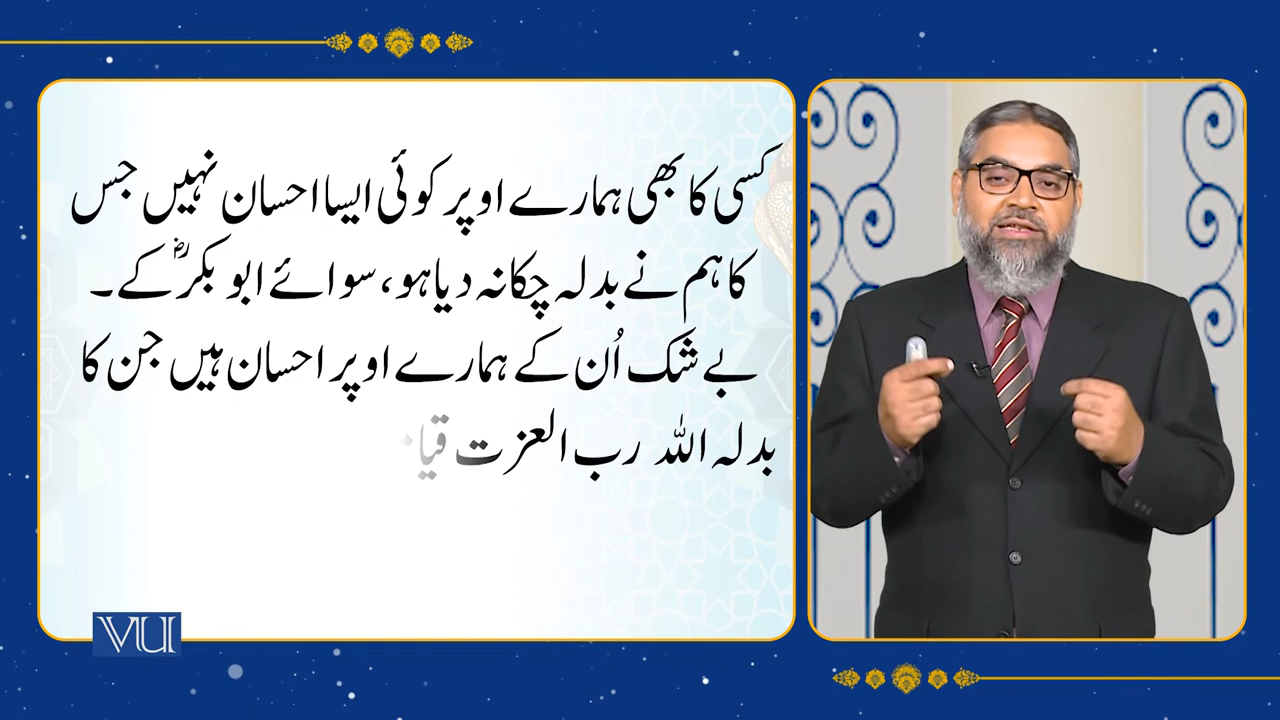 کسی کا بھی ہمارے اوپر کوئی ایسا احسان نہیں جس
کا ہم نے بدلہ چکا نہ دیا ہو، سوائے ابو بکرؓ کے۔
بے شک اُن کے ہمارے اوپر احسان ہیں جن کا
بدلہ اللہ رب العزت
VU